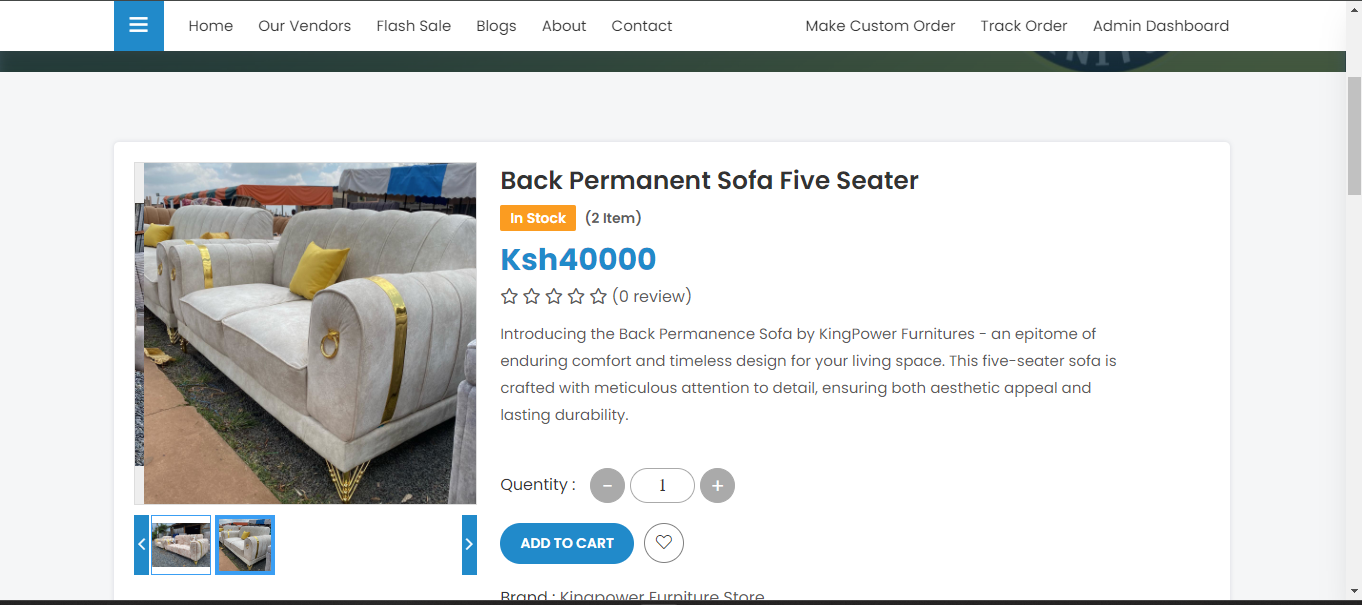 Home Our Vendors Flash Sale Blogs About Contact Make Custom Order Track Order Admin Dashboard
Back Permanent Sofa Five Seater
In Stock (2 Item)
Ksh40000
(0 review)
Introducing the Back Permanence Sofa by KingPower Furnitures - an epitome of
enduring comfort and timeless design for your living space. This five-seater sofa is
crafted with meticulous attention to detail, ensuring both aesthetic appeal and
lasting durability.
Quentity : − 1 +
ADD TO CART
Brand : Kingpower Furniture Store